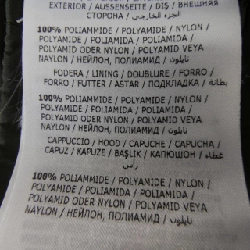 EXTERIOR / AUSSENSEITE / DIŞ / ВНЕШНЯЯ
СТОРОНА / الجزء الخارجي
100% POLIAMMIDE / POLYAMIDE / NYLON /
POLYAMIDE / POLIAMIDA / POLIAMIDA /
POLYAMID ODER NYLON / POLYAMID VEYA
NAYLON / НЕЙЛОН, ПОЛИАМИД / نايلون
FODERA / LINING / DOUBLURE / FORRO /
FORRO / FUTTER / ASTAR / ПОДКЛАДКА / بطانة
100% POLIAMMIDE / POLYAMIDE / NYLON /
POLYAMIDE / POLIAMIDA / POLIAMIDA /
POLYAMID ODER NYLON / POLYAMID VEYA
NAYLON / НЕЙЛОН, ПОЛИАМИД / نايلون
CAPPUCCIO / HOOD / CAPUCHE / CAPUCHA /
CAPUZ / KAPUZE / BAŞLIK / КАПЮШОН / غطاء
رأس
100% POLIAMMIDE / POLYAMIDE / NYLON /
POLYAMIDE / POLIAMIDA / POLIAMIDA /
POLYAMID ODER NYLON / POLYAMID VEYA
NAYLON / НЕЙЛОН, ПОЛИАМИД / نايلون